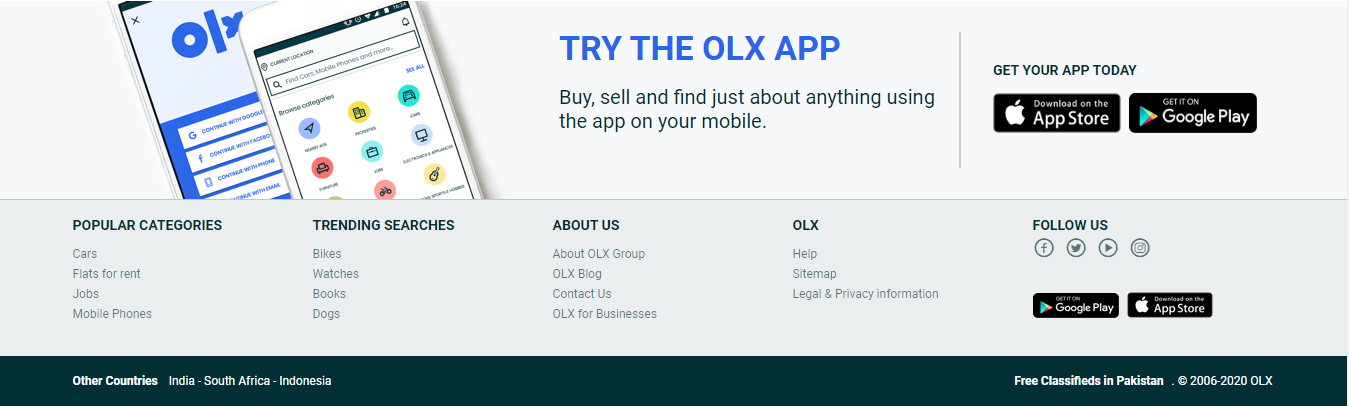 olx
CONTINUE WITH GOOGLE
CONTINUE WITH FACEBOOK
CONTINUE WITH PHONE
CONTINUE WITH EMAIL
16:24
CURRENT LOCATION
Find Cars, Mobile Phones and more...
Browse categories
SEE ALL
NEARBY ADS
PROPERTIES
CARS
FURNITURE
JOBS
ELECTRONICS & APPLIANCES
SPORTS & HOBBIES
TRY THE OLX APP
Buy, sell and find just about anything using
the app on your mobile.
GET YOUR APP TODAY
Download on the
App Store
GET IT ON
Google Play
POPULAR CATEGORIES
Cars
Flats for rent
Jobs
Mobile Phones
TRENDING SEARCHES
Bikes
Watches
Books
Dogs
ABOUT US
About OLX Group
OLX Blog
Contact Us
OLX for Businesses
OLX
Help
Sitemap
Legal & Privacy information
FOLLOW US
GET IT ON
Google Play
Download on the
App Store
Other Countries India - South Africa - Indonesia
Free Classifieds in Pakistan . © 2006-2020 OLX